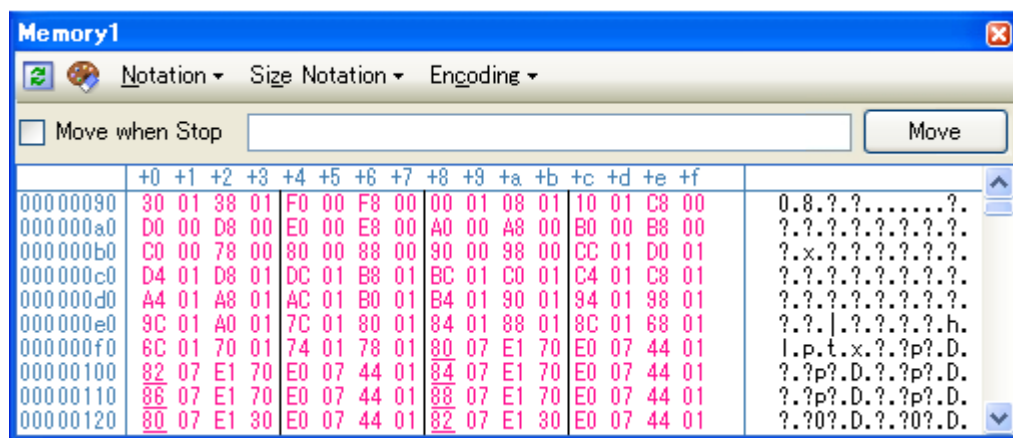 Memory1
Notation Size Notation Encoding
Move when Stop Move
+0 +1 +2 +3 +4 +5 +6 +7 +8 +9 +a +b +c +d +e +f
00000090 30 01 38 01 F0 00 F8 00 00 01 08 01 10 01 C8 00 0.8.?.?.......?.
000000a0 D0 00 D8 00 E0 00 E8 00 A0 00 A8 00 B0 00 B8 00 ?.?.?.?.?.?.?.?.
000000b0 C0 00 78 00 80 00 88 00 90 00 98 00 CC 01 D0 01 ?.x.?.?.?.?.?.?.
000000c0 D4 01 D8 01 DC 01 B8 01 BC 01 C0 01 C4 01 C8 01 ?.?.?.?.?.?.?.?.
000000d0 A4 01 A8 01 AC 01 B0 01 B4 01 90 01 94 01 98 01 ?.?.?.?.?.?.?.?.
000000e0 9C 01 A0 01 7C 01 80 01 84 01 88 01 8C 01 68 01 ?.?.|.?.?.?.?.h.
000000f0 6C 01 70 01 74 01 78 01 80 07 E1 70 E0 07 44 01 l.p.t.x.?.?p?.D.
00000100 82 07 E1 70 E0 07 44 01 84 07 E1 70 E0 07 44 01 ?.?p?.D.?.?p?.D.
00000110 86 07 E1 70 E0 07 44 01 88 07 E1 70 E0 07 44 01 ?.?p?.D.?.?p?.D.
00000120 80 07 E1 30 E0 07 44 01 82 07 E1 30 E0 07 44 01 ?.?0?.D.?.?0?.D.